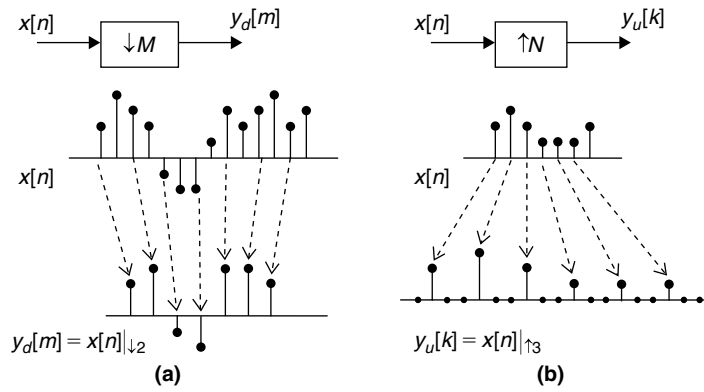 x[n] ↓M y_d[m]
x[n] ↑N y_u[k]
x[n]
x[n]
y_d[m] = x[n]|↓2
y_u[k] = x[n]|↑3
(a)
(b)